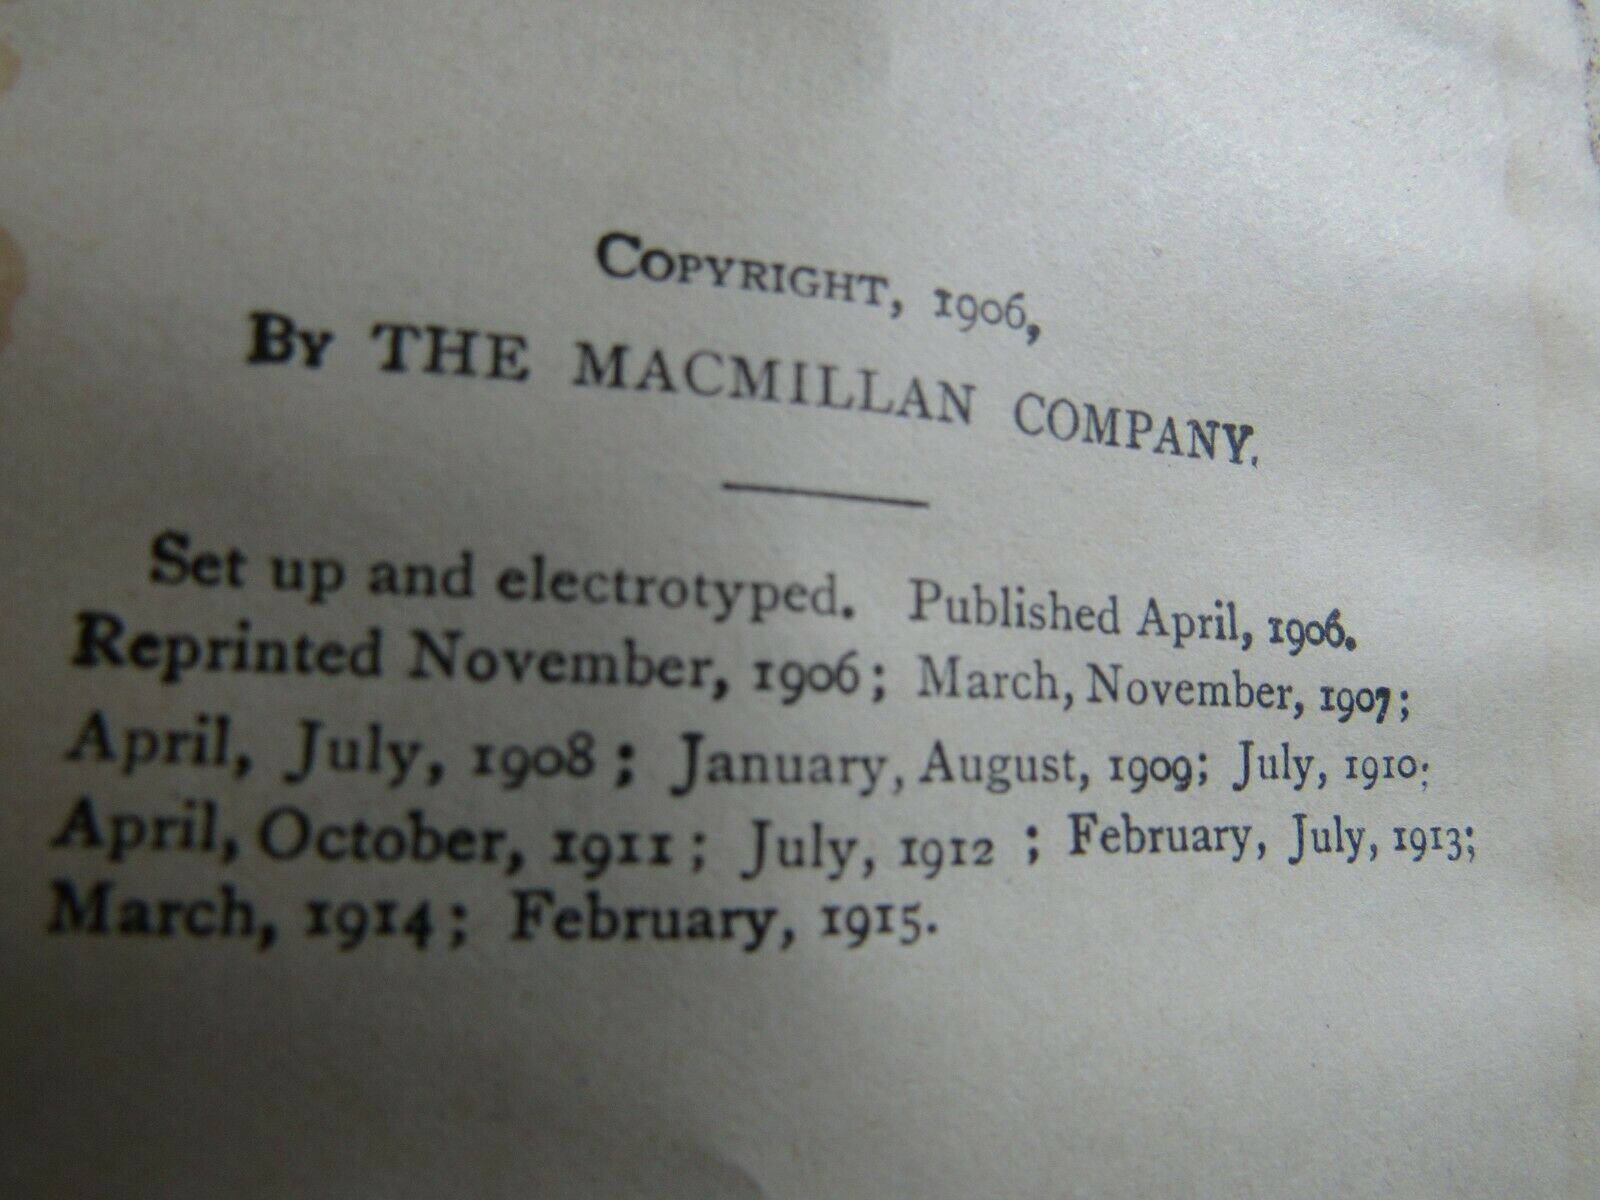 COPYRIGHT, 1906,
BY THE MACMILLAN COMPANY.
Set up and electrotyped. Published April, 1906.
Reprinted November, 1906; March, November, 1907;
April, July, 1908; January, August, 1909; July, 1910;
April, October, 1911; July, 1912; February, July, 1913;
March, 1914; February, 1915.